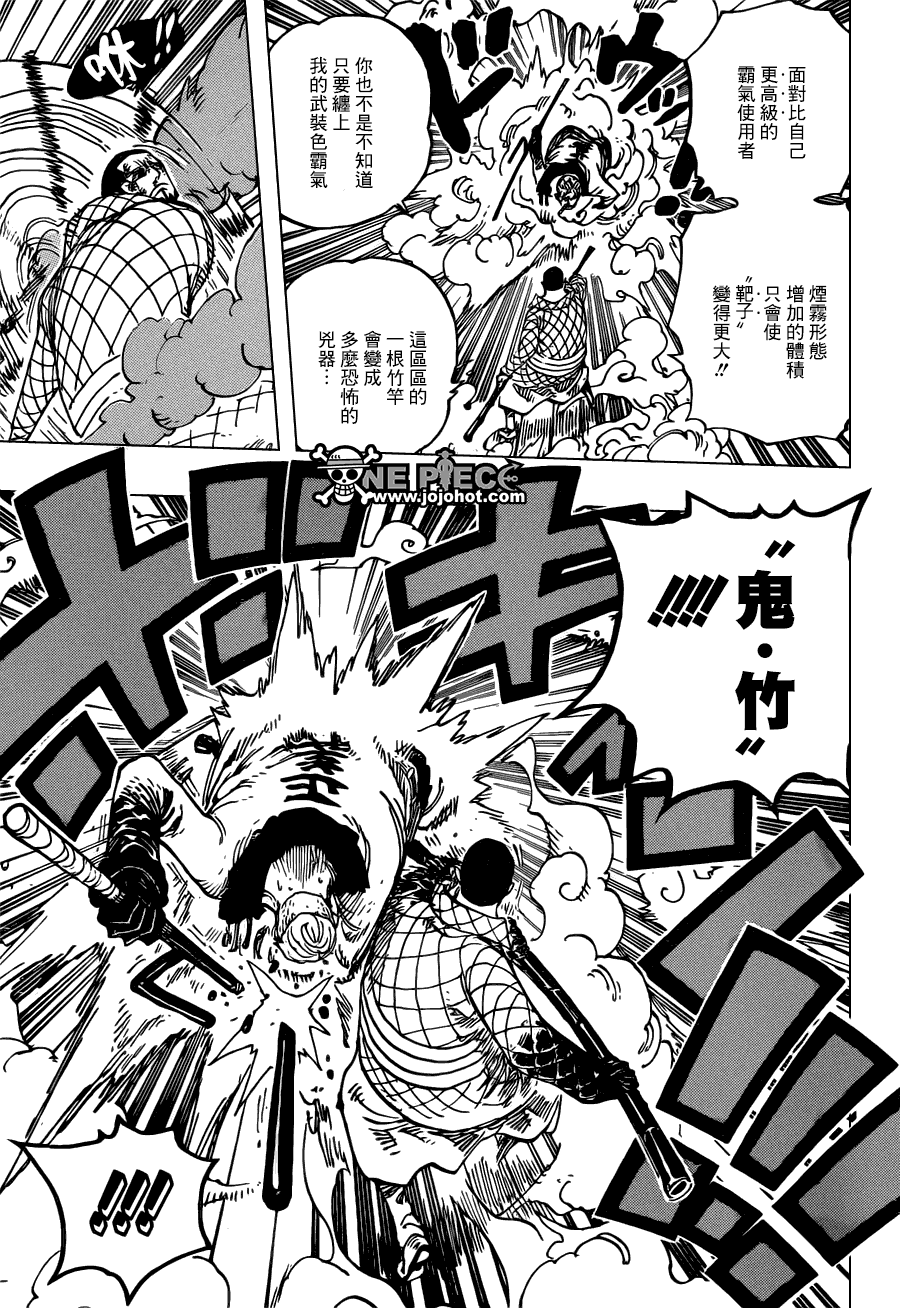 面對比自己
更高級的
霸氣使用者
煙霧形態
增加的體積
只會使
〝靶子〞
變得更大!!
ドドド
你也不是不知道
只要纏上
我的武裝色霸氣
這區區的
一根竹竿
會變成
多麼恐怖的
兇器…
咻!!
ONE PIECE
www.jojohot.com
〝鬼・竹〞
!!!!
!!!